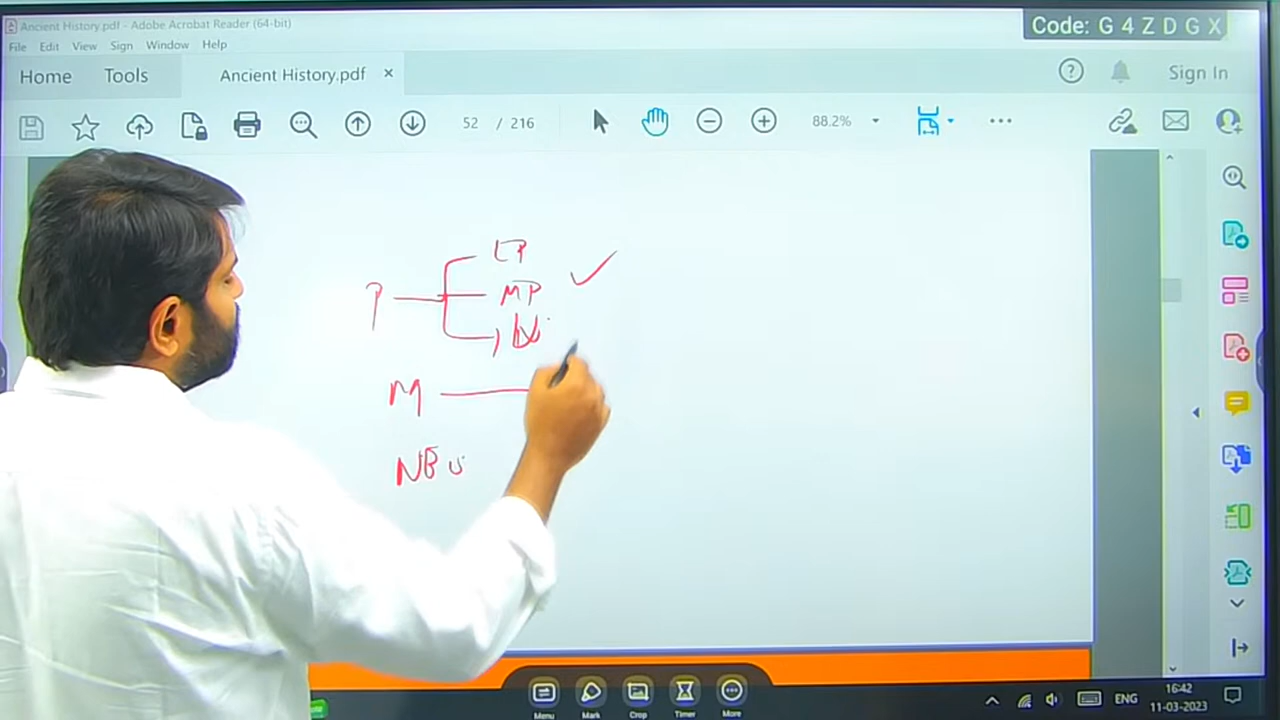 Ancient History.pdf - Adobe Acrobat Reader (64-bit)
Code: G 4 Z D G X
File Edit View Sign Window Help
Home Tools Ancient History.pdf × Sign In
52 / 216 88.2%
P MP
M
NB
Menu Mark Crop Timer More
ENG 16:42
11-03-2023